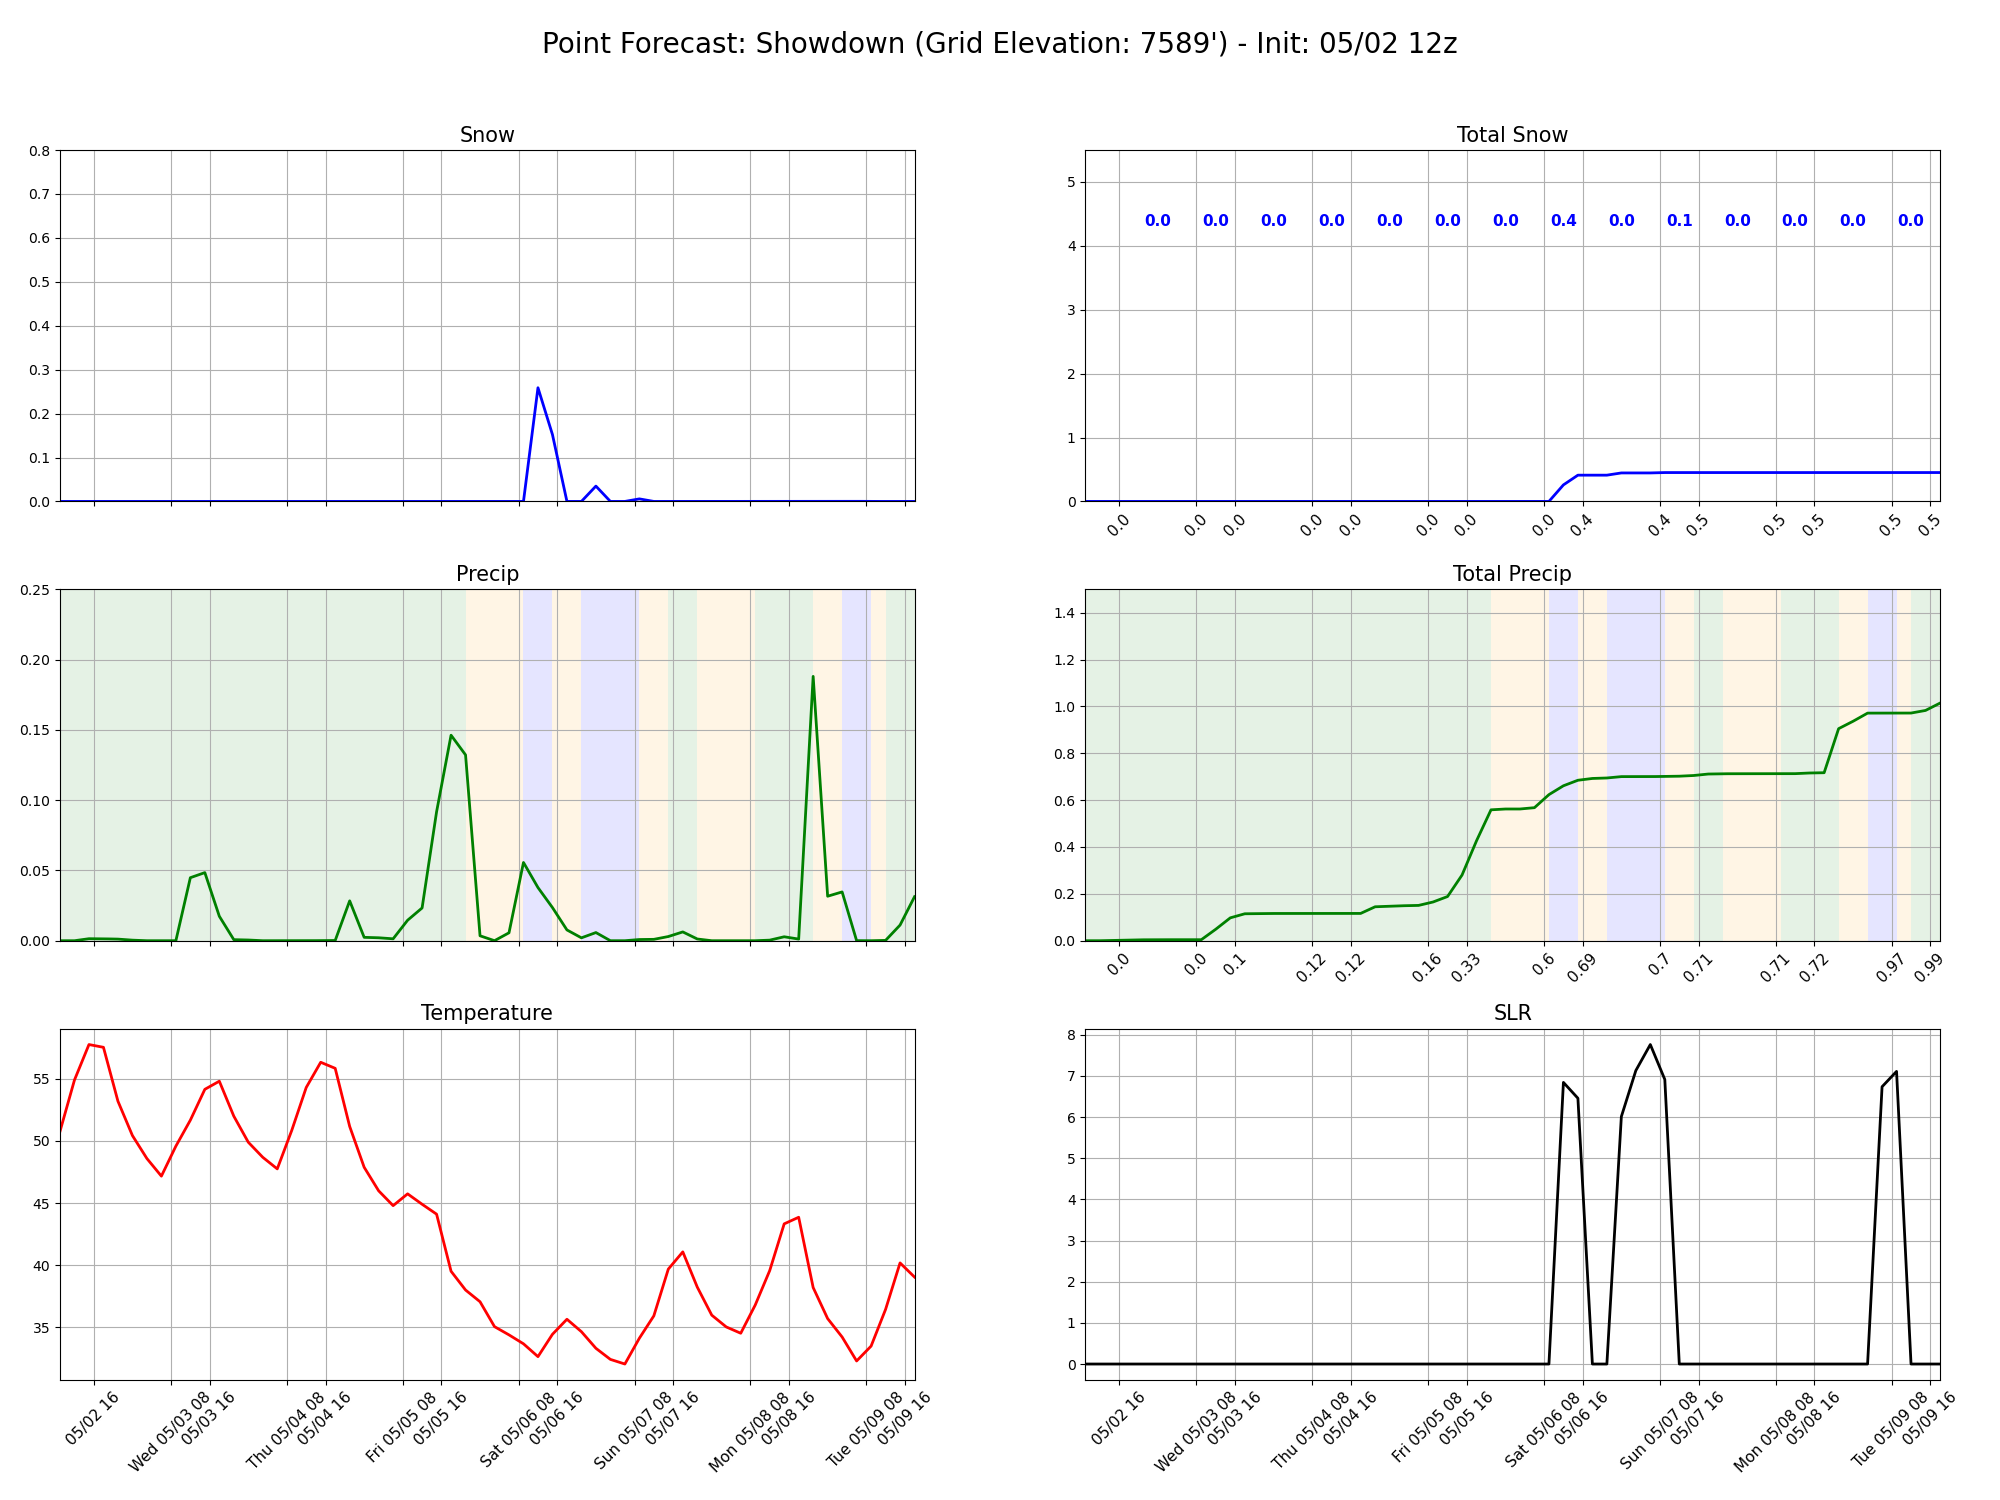 Point Forecast: Showdown (Grid Elevation: 7589') - Init: 05/02 12z
Snow
0.8
0.7
0.6
0.5
0.4
0.3
0.2
0.1
0.0
Total Snow
5
4
3
2
1
0
0.0 0.0 0.0 0.0 0.0 0.0 0.0 0.4 0.0 0.1 0.0 0.0 0.0 0.0
0.0 0.0 0.0 0.0 0.0 0.0 0.0 0.0 0.4 0.4 0.5 0.5 0.5 0.5 0.5
Precip
0.25
0.20
0.15
0.10
0.05
0.00
Total Precip
1.4
1.2
1.0
0.8
0.6
0.4
0.2
0.0
0.0 0.0 0.1 0.12 0.12 0.16 0.33 0.6 0.69 0.7 0.71 0.71 0.72 0.97 0.99
Temperature
55
50
45
40
35
05/02 16
Wed 05/03 08
05/03 16
Thu 05/04 08
05/04 16
Fri 05/05 08
05/05 16
Sat 05/06 08
05/06 16
Sun 05/07 08
05/07 16
Mon 05/08 08
05/08 16
Tue 05/09 08
05/09 16
SLR
8
7
6
5
4
3
2
1
0
05/02 16
Wed 05/03 08
05/03 16
Thu 05/04 08
05/04 16
Fri 05/05 08
05/05 16
Sat 05/06 08
05/06 16
Sun 05/07 08
05/07 16
Mon 05/08 08
05/08 16
Tue 05/09 08
05/09 16